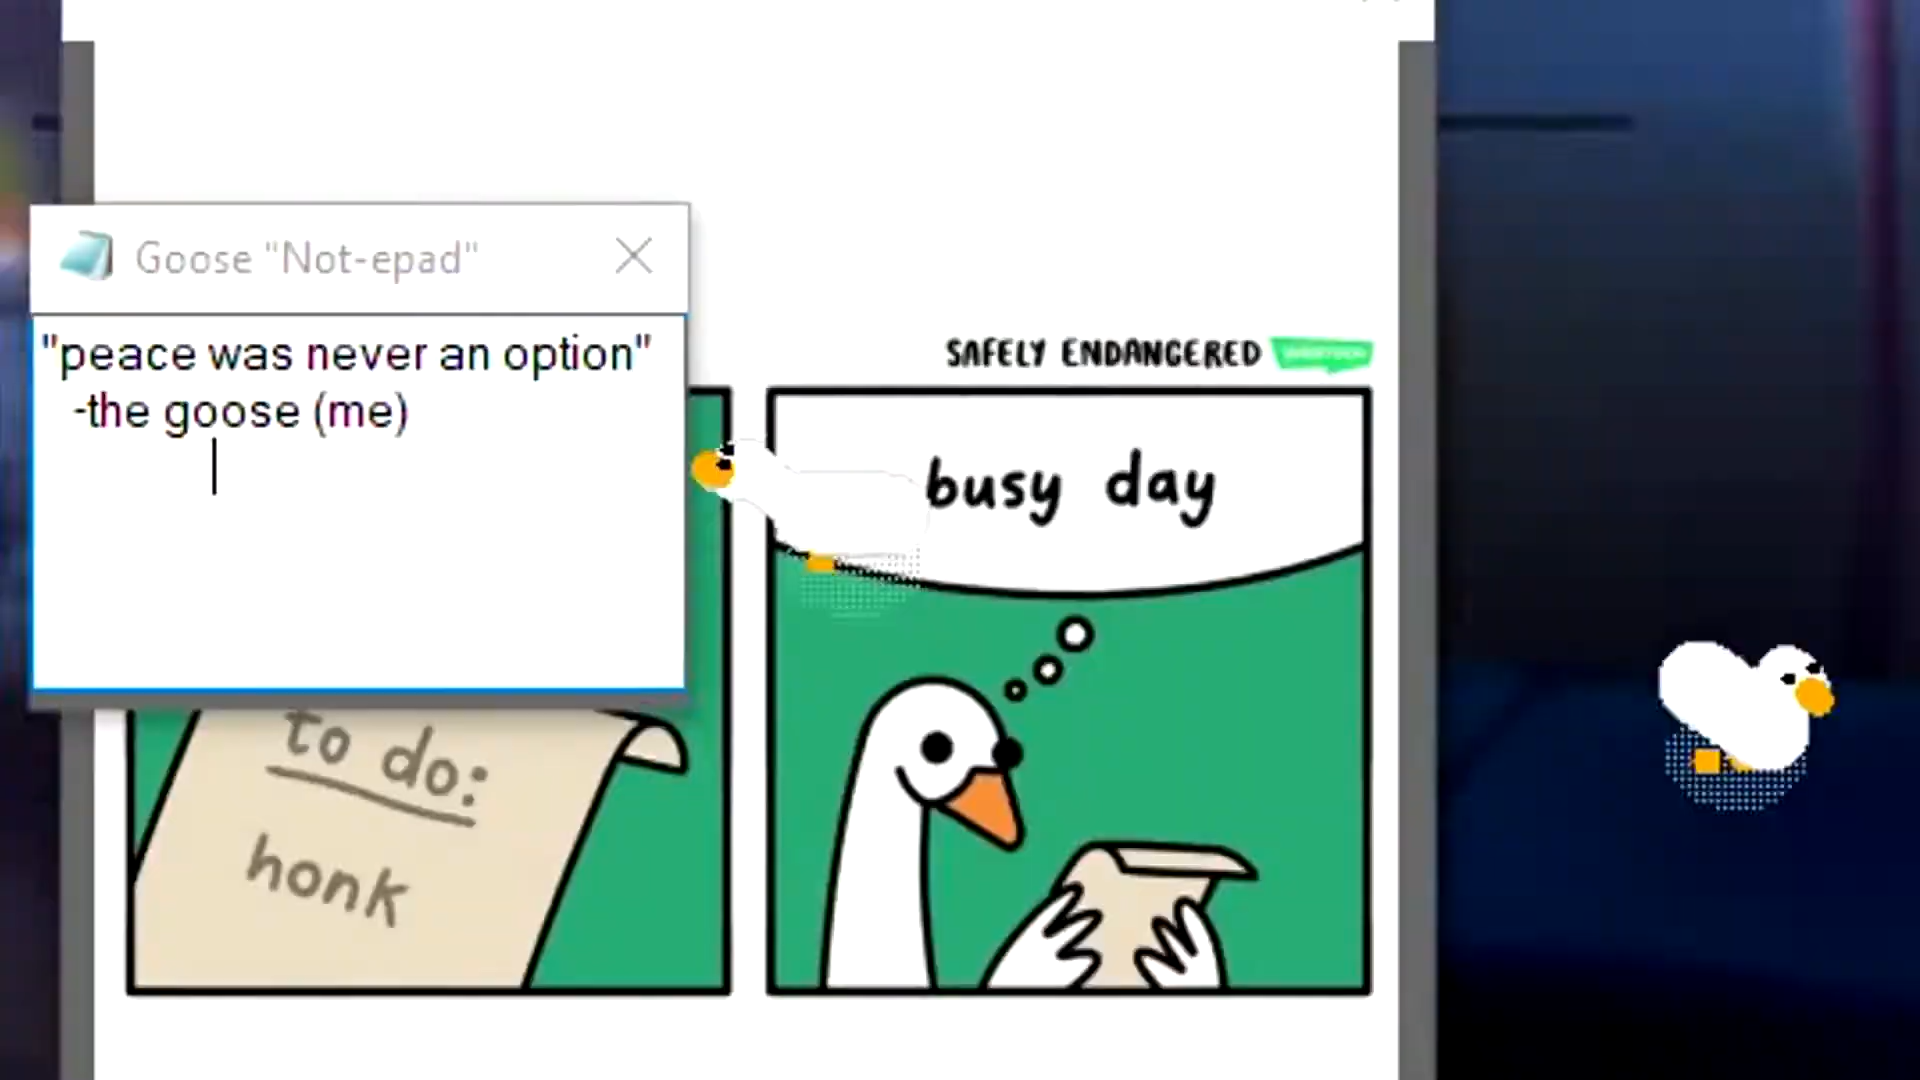 Goose "Not-epad"
"peace was never an option"
-the goose (me)
SAFELY ENDANGERED
busy day
to do:
honk